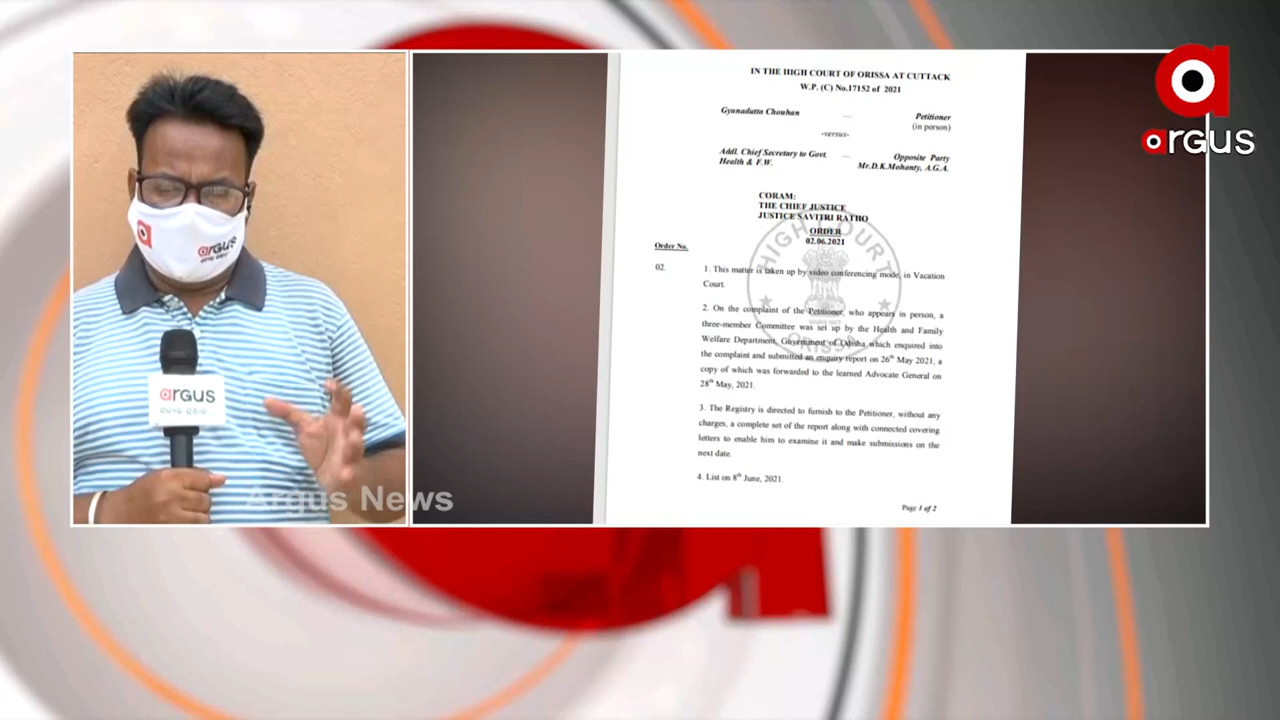 argus
argus
argus
Argus News
IN THE HIGH COURT OF ORISSA AT CUTTACK
W.P. (C) No.17152 of 2021
Gyanadutta Chouhan .... Petitioner
(in person)
-versus-
Addl. Chief Secretary to Govt. .... Opposite Party
Health & F.W. Mr.D.K.Mohanty, A.G.A.
CORAM:
THE CHIEF JUSTICE
JUSTICE SAVITRI RATHO
ORDER
02.06.2021
Order No.
02. 1. This matter is taken up by video conferencing mode, in Vacation
Court.
2. On the complaint of the Petitioner, who appears in person, a
three-member Committee was set up by the Health and Family
Welfare Department, Government of Odisha which enquired into
the complaint and submitted an enquiry report on 26th May 2021, a
copy of which was forwarded to the learned Advocate General on
28th May, 2021.
3. The Registry is directed to furnish to the Petitioner, without any
charges, a complete set of the report along with connected covering
letters to enable him to examine it and make submissions on the
next date.
4. List on 8th June, 2021.
Page 1 of 2
HIGH COURT
ORISSA